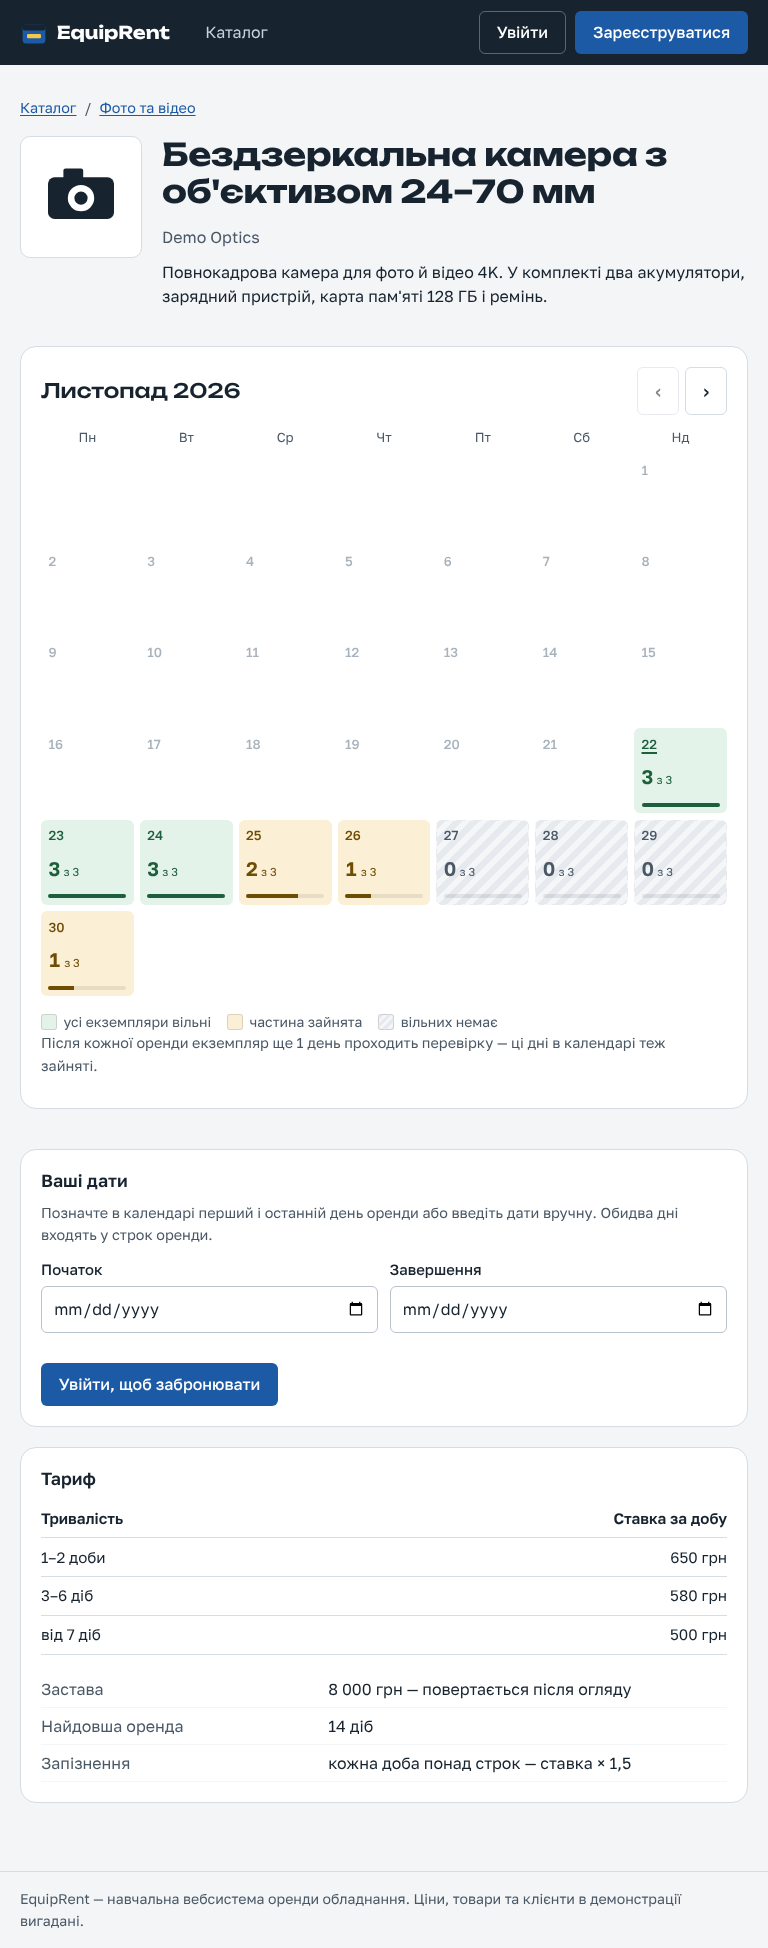 EquipRent
Каталог
Увійти
Зареєструватися
Каталог / Фото та відео
Бездзеркальна камера з
об'єктивом 24–70 мм
Demo Optics
Повнокадрова камера для фото й відео 4K. У комплекті два акумулятори,
зарядний пристрій, карта пам'яті 128 ГБ і ремінь.
Листопад 2026
‹ ›
Пн Вт Ср Чт Пт Сб Нд
1
2 3 4 5 6 7 8
9 10 11 12 13 14 15
16 17 18 19 20 21 22
3 з 3
23 24 25 26 27 28 29
3 з 3 3 з 3 2 з 3 1 з 3 0 з 3 0 з 3 0 з 3
30
1 з 3
усі екземпляри вільні частина зайнята вільних немає
Після кожної оренди екземпляр ще 1 день проходить перевірку — ці дні в календарі теж
зайняті.
Ваші дати
Позначте в календарі перший і останній день оренди або введіть дати вручну. Обидва дні
входять у строк оренди.
Початок Завершення
mm/dd/yyyy mm/dd/yyyy
Увійти, щоб забронювати
Тариф
Тривалість Ставка за добу
1–2 доби 650 грн
3–6 діб 580 грн
від 7 діб 500 грн
Застава 8 000 грн — повертається після огляду
Найдовша оренда 14 діб
Запізнення кожна доба понад строк — ставка × 1,5
EquipRent — навчальна вебсистема оренди обладнання. Ціни, товари та клієнти в демонстрації
вигадані.